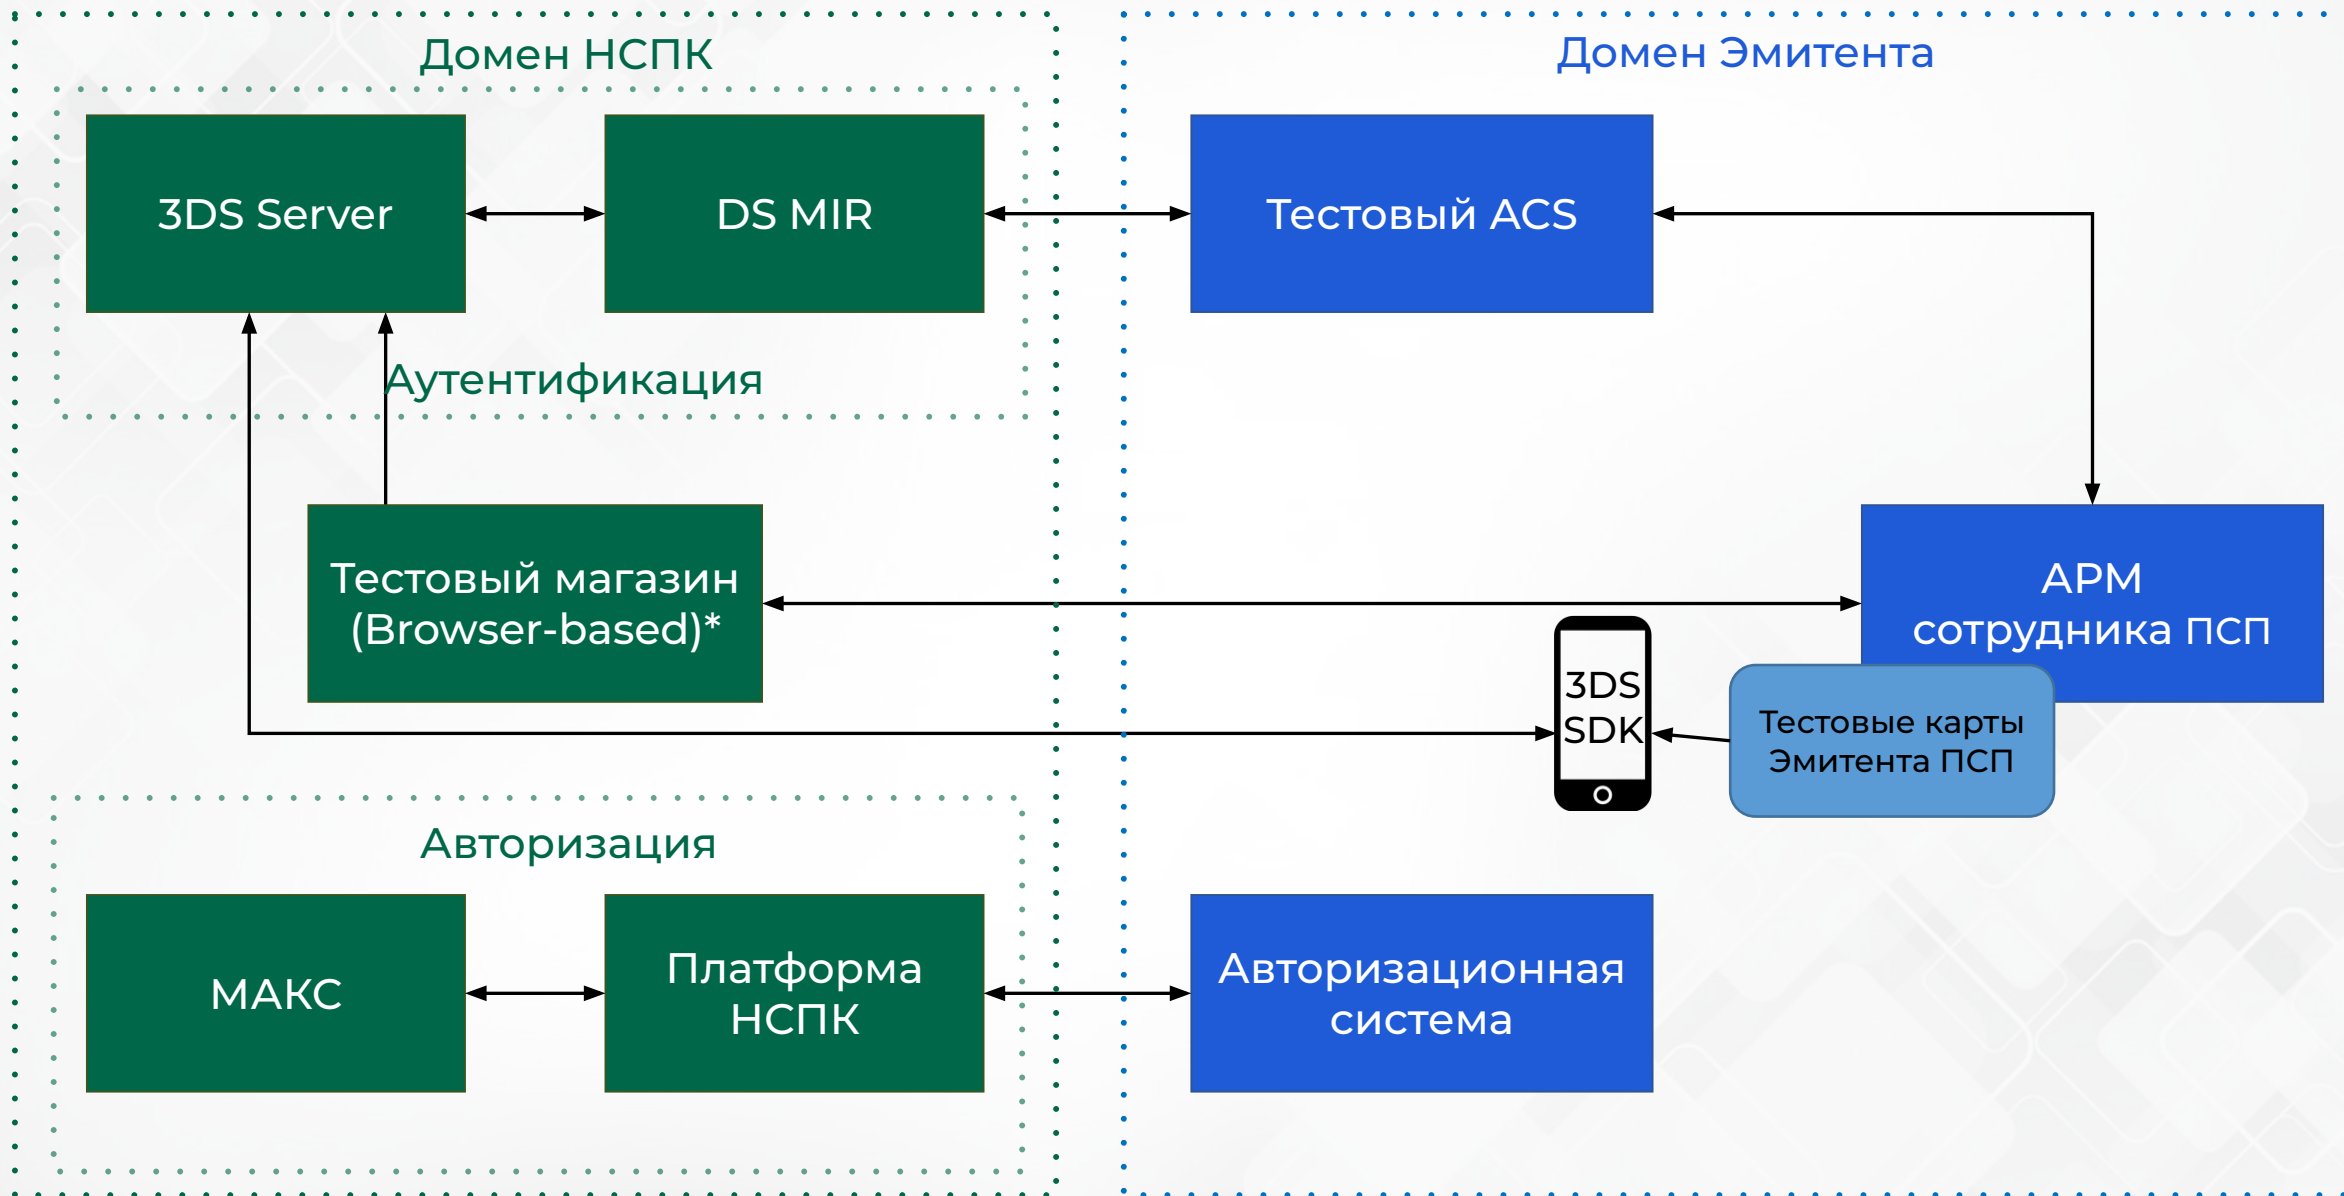 Домен НСПК
Домен Эмитента
3DS Server
DS MIR
Тестовый ACS
Аутентификация
Тестовый магазин
(Browser-based)*
АРМ
сотрудника ПСП
3DS
SDK
Тестовые карты
Эмитента ПСП
Авторизация
МАКС
Платформа
НСПК
Авторизационная
система